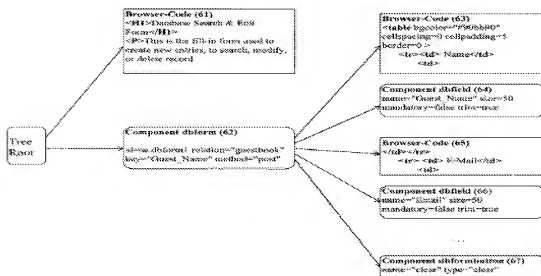 Browser-Code (61)
<H1>Database Search & Edit
Form</H1>
<P>This is the fill-in form used to
create new entries, to search, modify,
or delete record
Tree
Root
Component dbform (62)
relation="guestbook"
key="Guest_Name" method="post"
Browser-Code (63)
<table bgcolor=
cellspacing=0 cellpadding=5
border=0 >
<tr><td> Name</td>
<td>
Component dbfield (64)
name="Guest_Name" size=50
mandatory=false trim=true
Browser-Code (65)
</td></tr>
<tr> <td> E-Mail</td>
<td>
Component dbfield (66)
name="Email" size=50
mandatory=false trim=true
...
Component dbformbutton (67)
name="clear" type="clear"